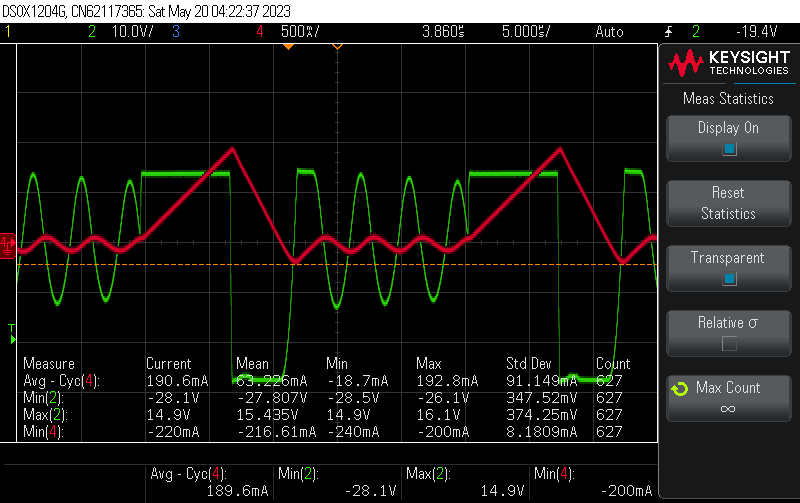 DSOX1204G, CN62117365: Sat May 20 04:22:37 2023
1 2 10.0V/ 3 4 500%/ 3.860s 5.000s/ Auto 2 -19.4V
KEYSIGHT
TECHNOLOGIES
Meas Statistics
Display On
Reset
Statistics
Transparent
Relative σ
Max Count
∞
4
T
Measure Current Mean Min Max Std Dev Count
Avg - Cyc(4): 190.6mA 63.226mA -18.7mA 192.8mA 91.149mA 627
Min(2): -28.1V -27.807V -28.5V -26.1V 347.52mV 627
Max(2): 14.9V 15.435V 14.9V 16.1V 374.25mV 627
Min(4): -220mA -216.61mA -240mA -200mA 8.1809mA 627
Avg - Cyc(4): Min(2): Max(2): Min(4):
189.6mA -28.1V 14.9V -200mA